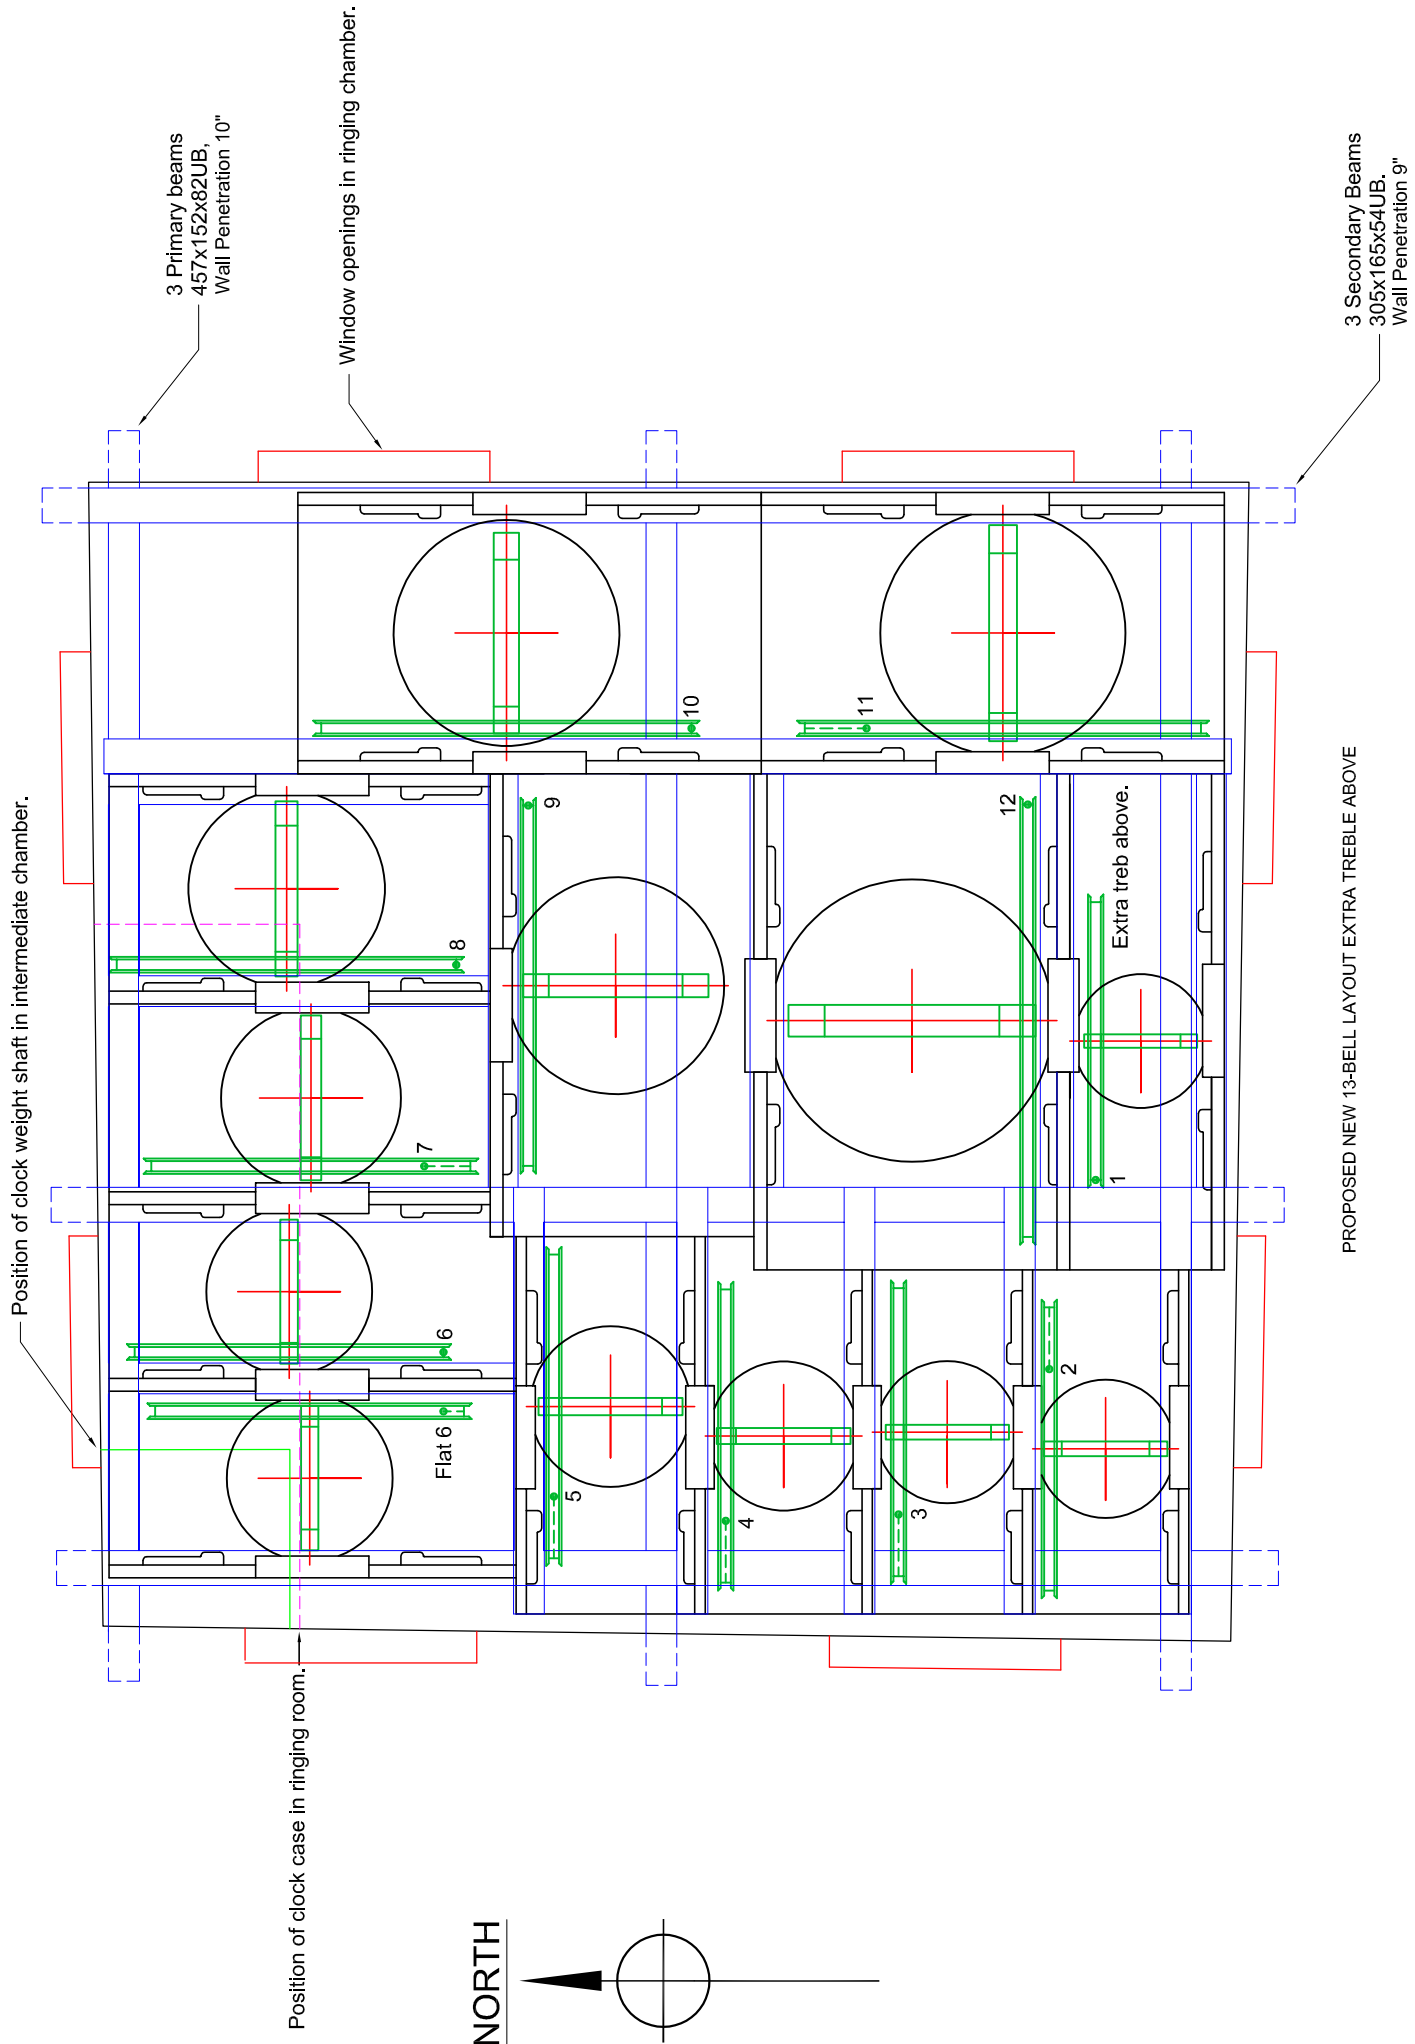 Position of clock weight shaft in intermediate chamber.
Position of clock case in ringing room.
NORTH
3 Primary beams
457x152x82UB,
Wall Penetration 10"
Window openings in ringing chamber.
3 Secondary Beams
305x165x54UB.
Wall Penetration 9"
8
7
6
Flat 6
5
4
3
2
9
10
11
12
1
Extra treb above.
PROPOSED NEW 13-BELL LAYOUT EXTRA TREBLE ABOVE